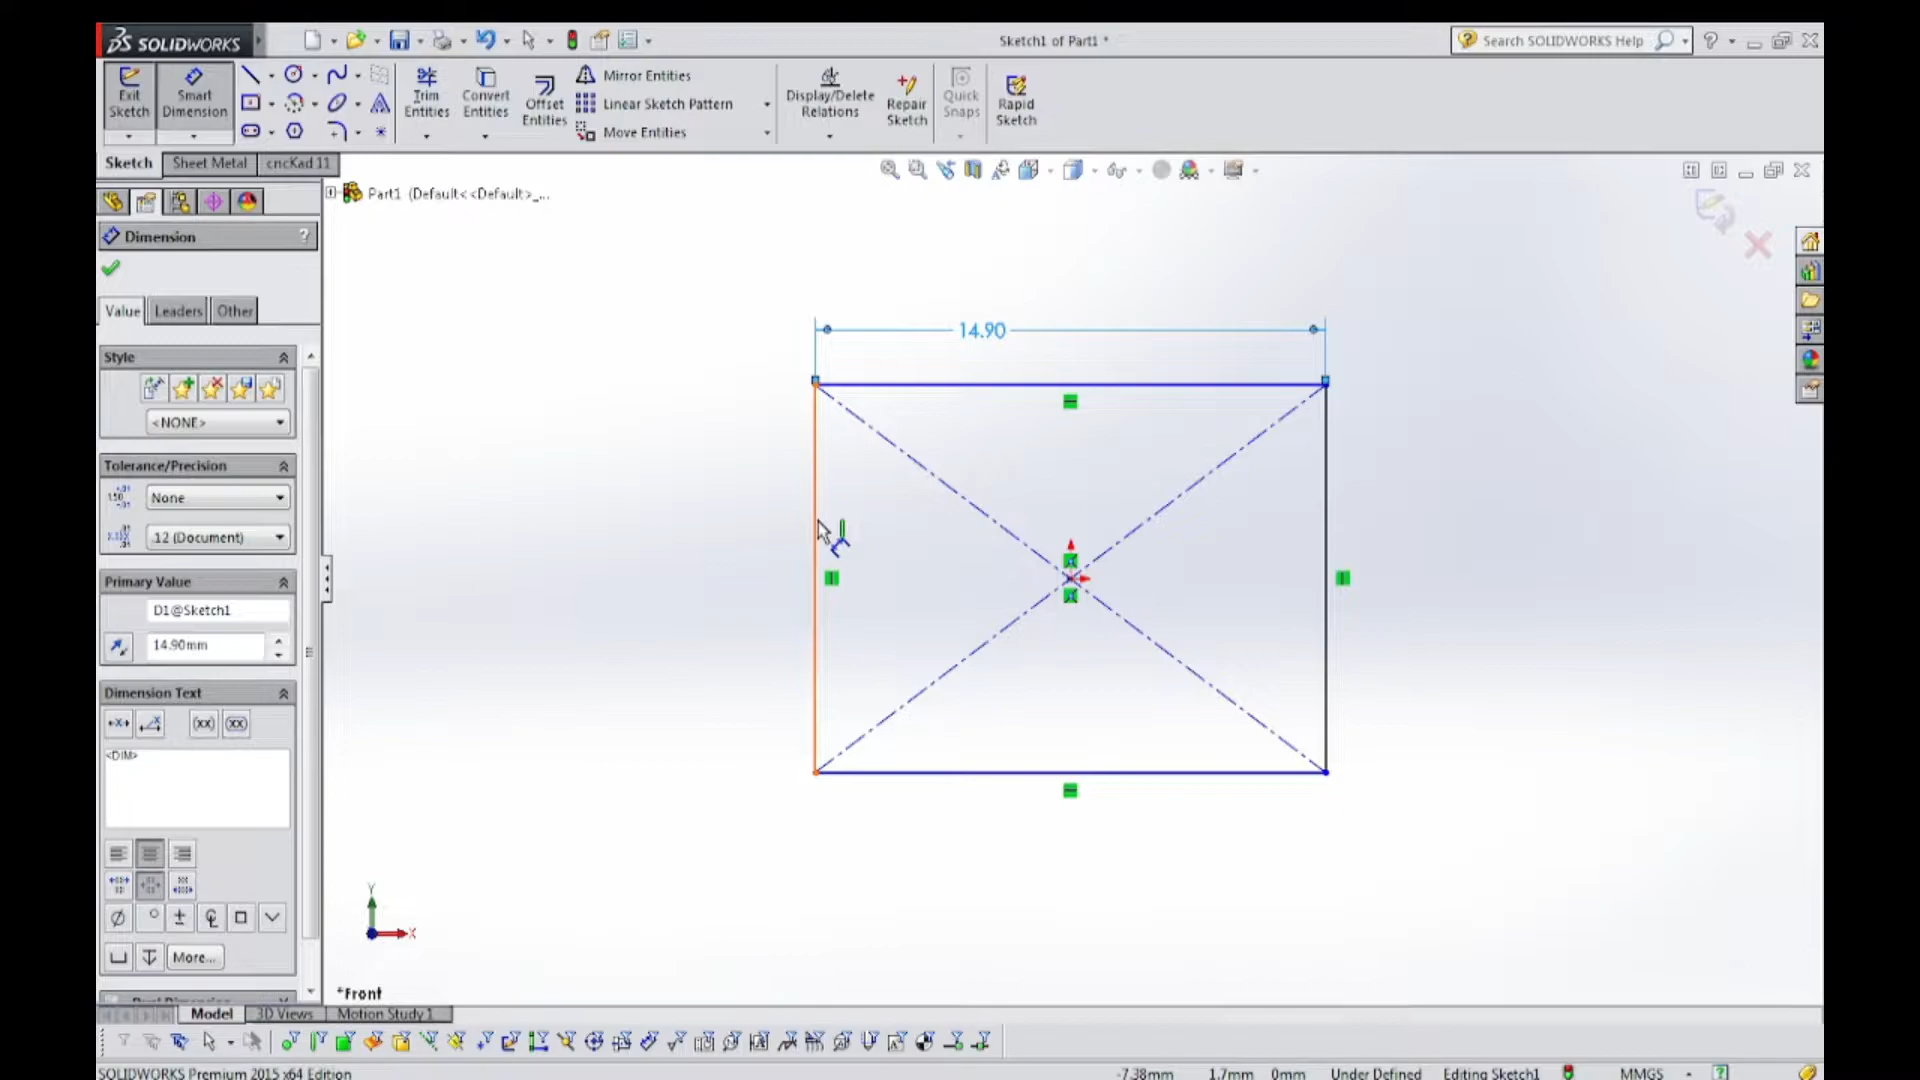 SOLIDWORKS
Sketch1 of Part1 *
Search SOLIDWORKS Help
Exit Sketch
Smart Dimension
Trim Entities
Convert Entities
Offset Entities
Mirror Entities
Linear Sketch Pattern
Move Entities
Display/Delete Relations
Repair Sketch
Quick Snaps
Rapid Sketch
Sketch Sheet Metal cncKad 11
Part1 (Default<<Default>_...
Dimension ?
Value Leaders Other
Style
<NONE>
Tolerance/Precision
None
.12 (Document)
Primary Value
D1@Sketch1
14.90mm
Dimension Text
(xx) (xx)
<DIM>
More...
14.90
Y
X
*Front
Model 3D Views Motion Study 1
SOLIDWORKS Premium 2015 x64 Edition
-7.38mm 1.7mm 0mm Under Defined Editing Sketch1 MMGS